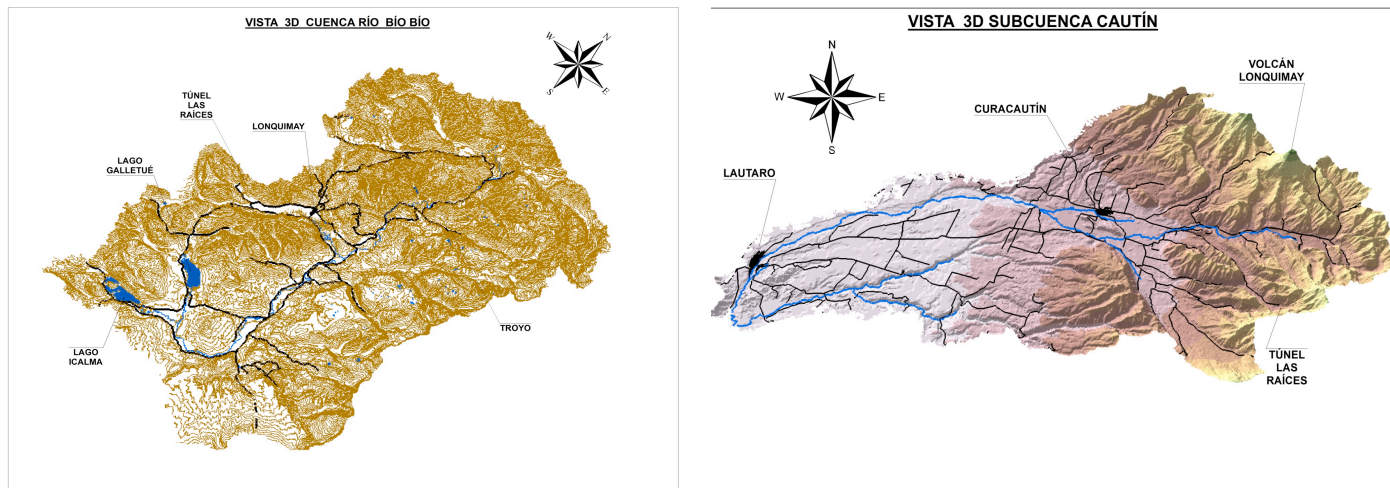 VISTA 3D CUENCA RÍO BÍO BÍO
W
N
S
E
TÚNEL
LAS
RAÍCES
LONQUIMAY
LAGO
GALLETUÉ
LAGO
ICALMA
TROYO
VISTA 3D SUBCUENCA CAUTÍN
N
W
E
S
VOLCÁN
LONQUIMAY
CURACAUTÍN
LAUTARO
TÚNEL
LAS
RAÍCES